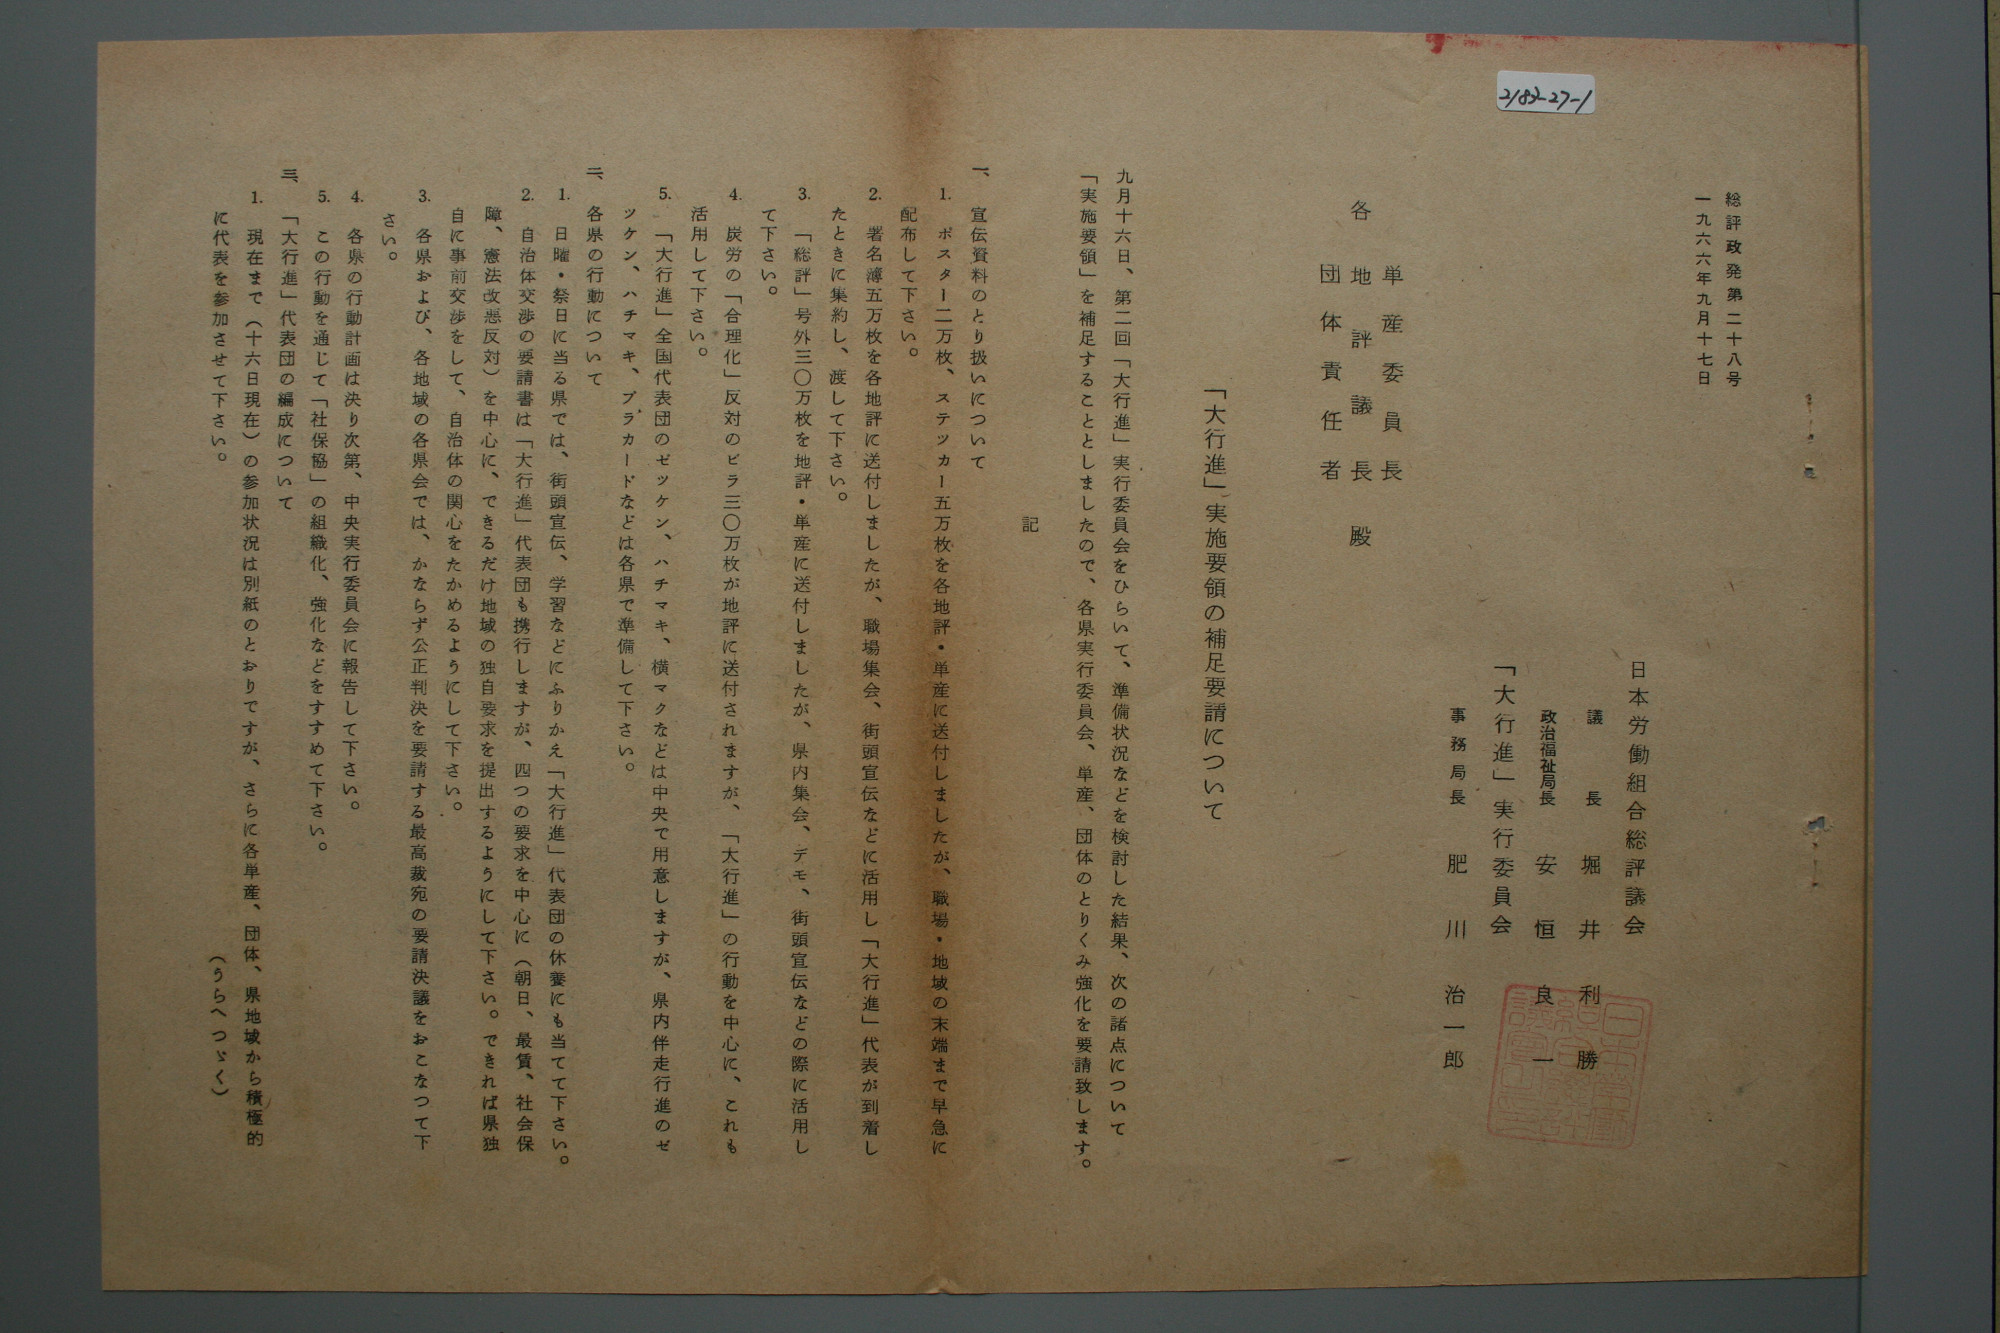 2183-27-1
総評政発第二十八号
一九六六年九月十七日
日本労働組合総評議会
議長 堀井利勝
政治福祉局長 安恒良一
「大行進」実行委員会
事務局長 肥川治一郎
単産委員長
各地評議長殿
団体責任者
「大行進」実施要領の補足要請について
九月十六日、第二回「大行進」実行委員会をひらいて、準備状況などを検討した結果、次の諸点について
「実施要領」を補足することとしましたので、各県実行委員会、単産、団体のとりくみ強化を要請致します。
記
一、宣伝資料のとり扱いについて
1. ポスター二万枚、ステツカー五万枚を各地評・単産に送付しましたが、職場・地域の末端まで早急に
配布して下さい。
2. 署名簿五万枚を各地評に送付しましたが、職場集会、街頭宣伝などに活用し「大行進」代表が到着し
たときに集約し、渡して下さい。
3. 「総評」号外三〇万枚を地評・単産に送付しましたが、県内集会、デモ、街頭宣伝などの際に活用し
て下さい。
4. 炭労の「合理化」反対のビラ三〇万枚が地評に送付されますが、「大行進」の行動を中心に、これも
活用して下さい。
5. 「大行進」全国代表団のゼツケン、ハチマキ、横マクなどは中央で用意しますが、県内伴走行進のゼ
ツケン、ハチマキ、プラカードなどは各県で準備して下さい。
二、各県の行動について
1. 日曜・祭日に当る県では、街頭宣伝、学習などにふりかえ「大行進」代表団の休養にも当てて下さい。
2. 自治体交渉の要請書は「大行進」代表団も携行しますが、四つの要求を中心に（朝日、最賃、社会保
障、憲法改悪反対）を中心に、できるだけ地域の独自要求を提出するようにして下さい。できれば県独
自に事前交渉をして、自治体の関心をたかめるようにして下さい。
3. 各県および、各地域の各県会では、かならず公正判決を要請する最高裁宛の要請決議をおこなつて下
さい。
4. 各県の行動計画は決り次第、中央実行委員会に報告して下さい。
5. この行動を通じて「社保協」の組織化、強化などをすすめて下さい。
三、「大行進」代表団の編成について
1. 現在まで（十六日現在）の参加状況は別紙のとおりですが、さらに各単産、団体、県地域から積極的
に代表を参加させて下さい。
（うらへつゞく）